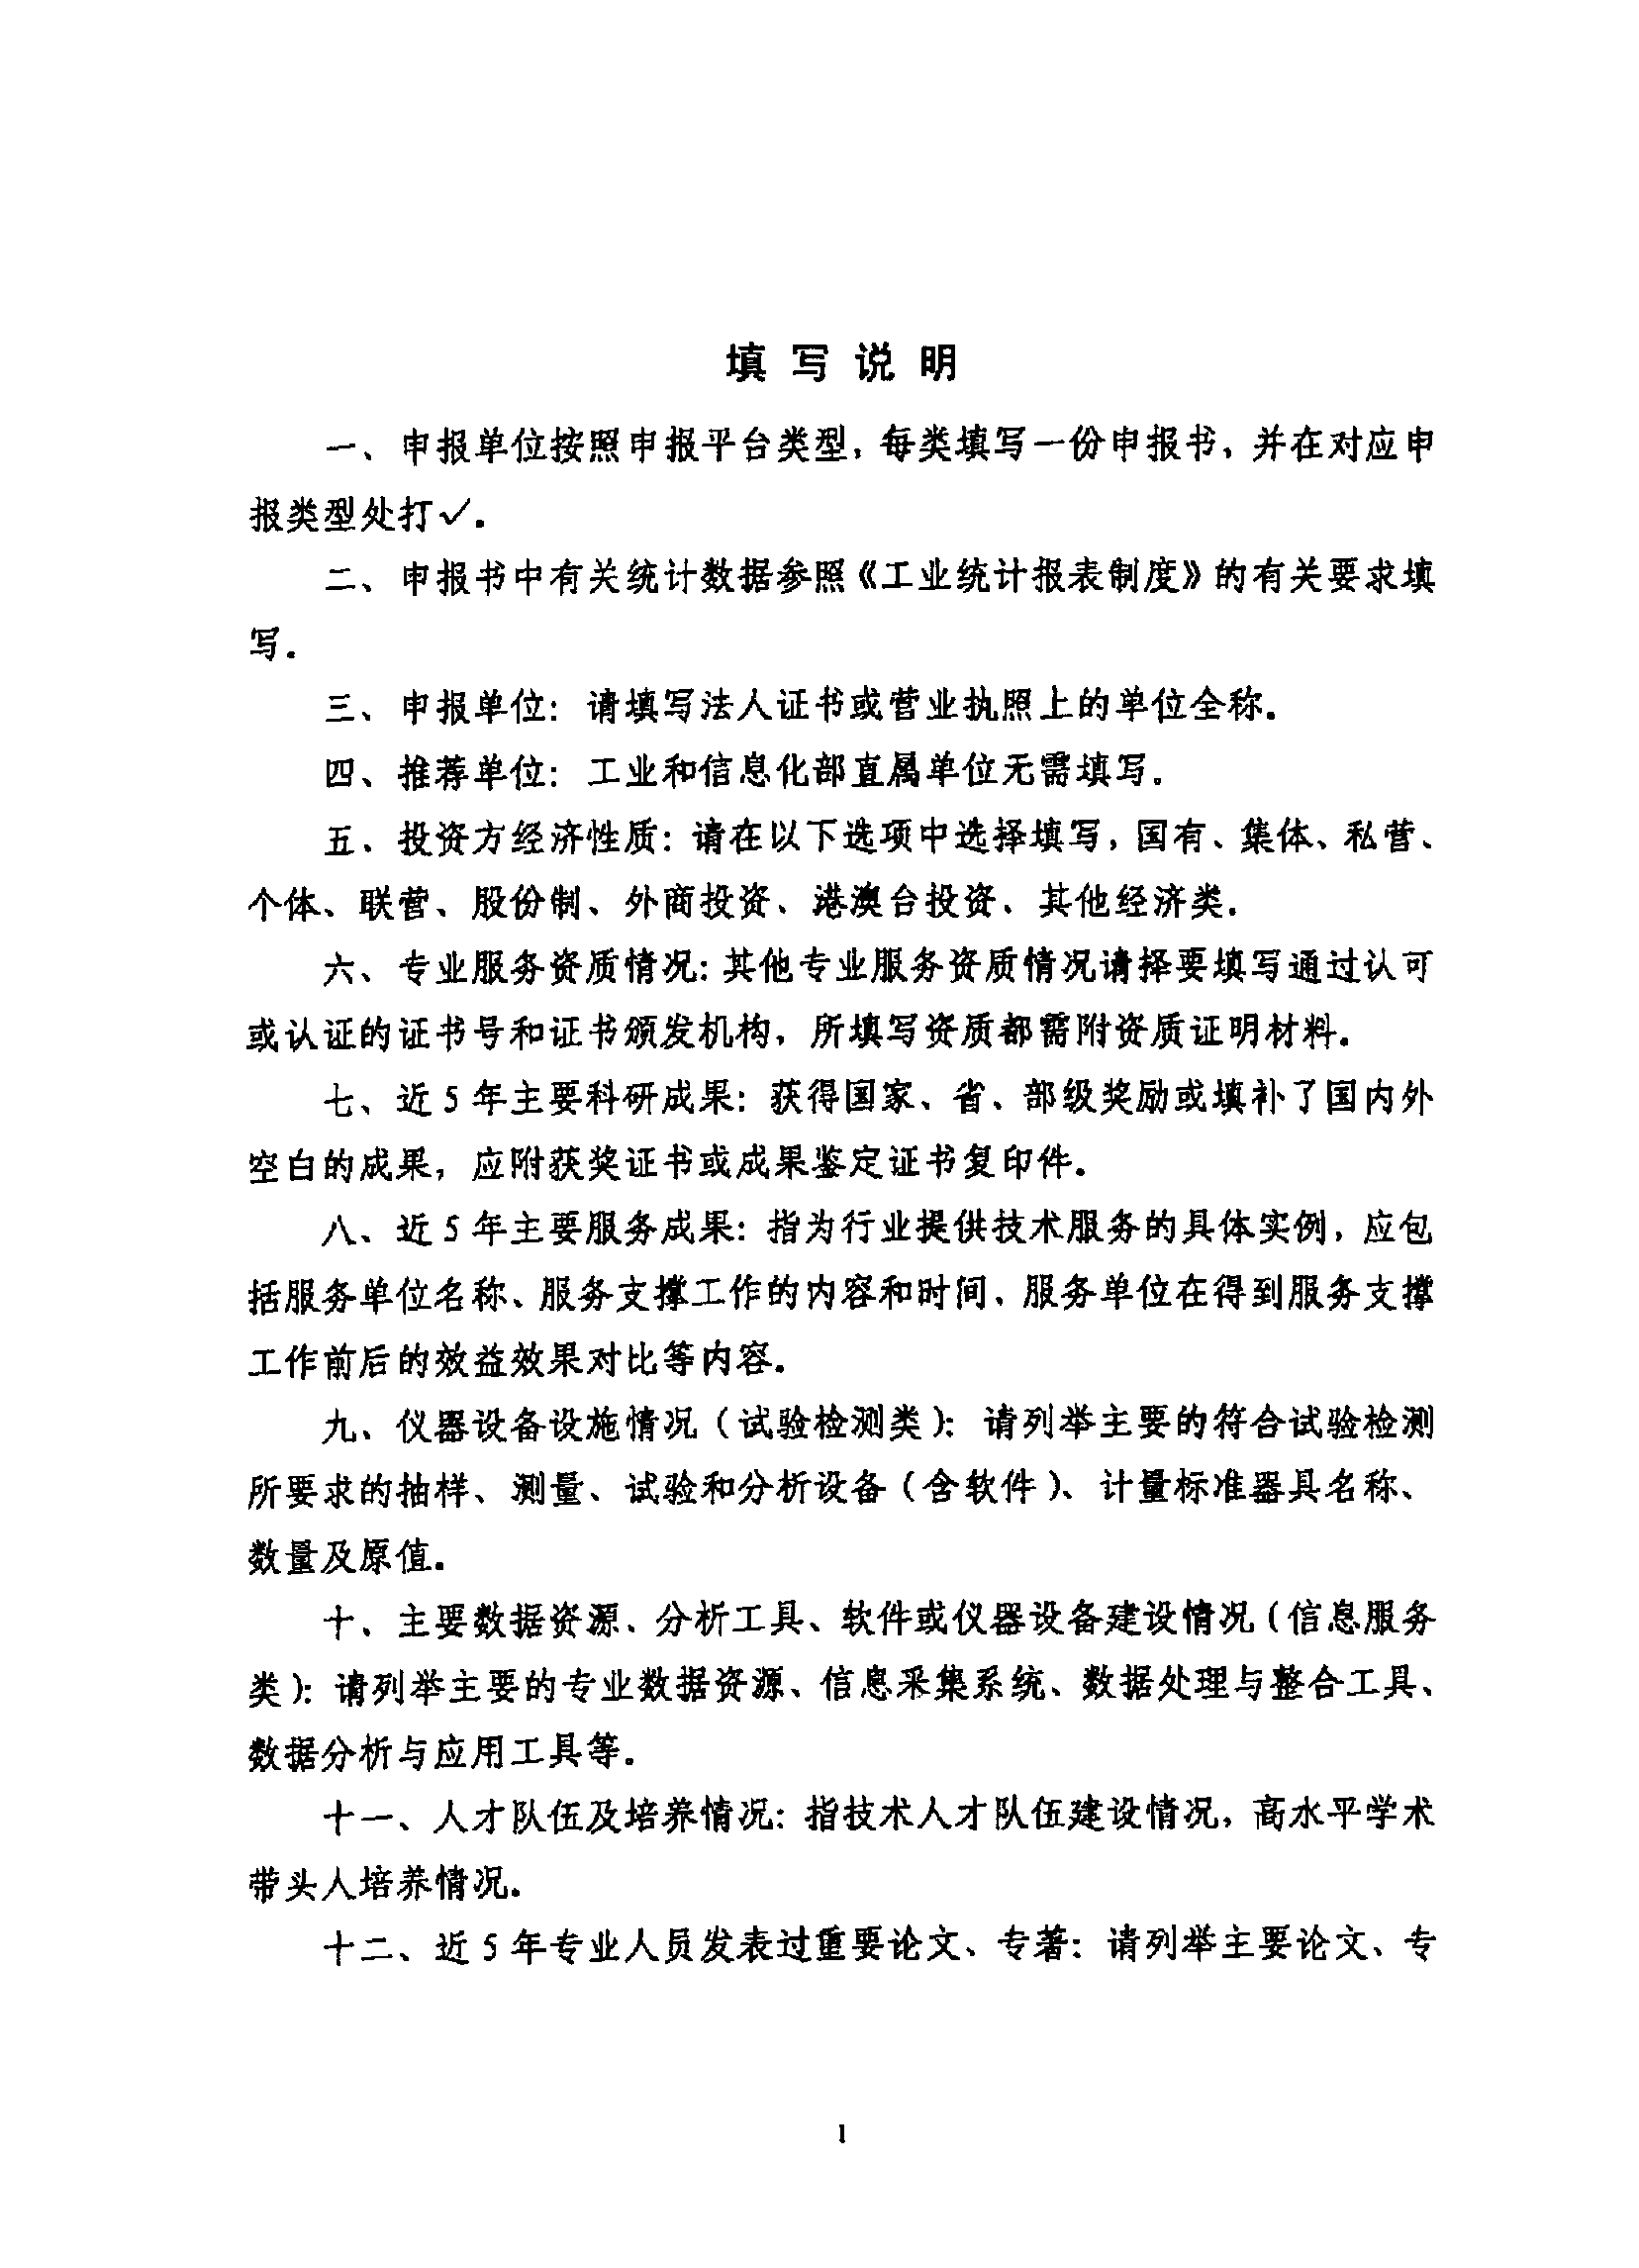 填 写 说 明
一、申报单位按照申报平台类型，每类填写一份申报书，并在对应申
报类型处打✓。
二、申报书中有关统计数据参照《工业统计报表制度》的有关要求填
写。
三、申报单位：请填写法人证书或营业执照上的单位全称。
四、推荐单位：工业和信息化部直属单位无需填写。
五、投资方经济性质：请在以下选项中选择填写，国有、集体、私营、
个体、联营、股份制、外商投资、港澳台投资、其他经济类。
六、专业服务资质情况：其他专业服务资质情况请择要填写通过认可
或认证的证书号和证书颁发机构，所填写资质都需附资质证明材料。
七、近 5 年主要科研成果：获得国家、省、部级奖励或填补了国内外
空白的成果，应附获奖证书或成果鉴定证书复印件。
八、近 5 年主要服务成果：指为行业提供技术服务的具体实例，应包
括服务单位名称、服务支撑工作的内容和时间，服务单位在得到服务支撑
工作前后的效益效果对比等内容。
九、仪器设备设施情况（试验检测类）：请列举主要的符合试验检测
所要求的抽样、测量、试验和分析设备（含软件）、计量标准器具名称、
数量及原值。
十、主要数据资源、分析工具、软件或仪器设备建设情况（信息服务
类）：请列举主要的专业数据资源、信息采集系统、数据处理与整合工具、
数据分析与应用工具等。
十一、人才队伍及培养情况：指技术人才队伍建设情况，高水平学术
带头人培养情况。
十二、近 5 年专业人员发表过重要论文、专著：请列举主要论文、专
1